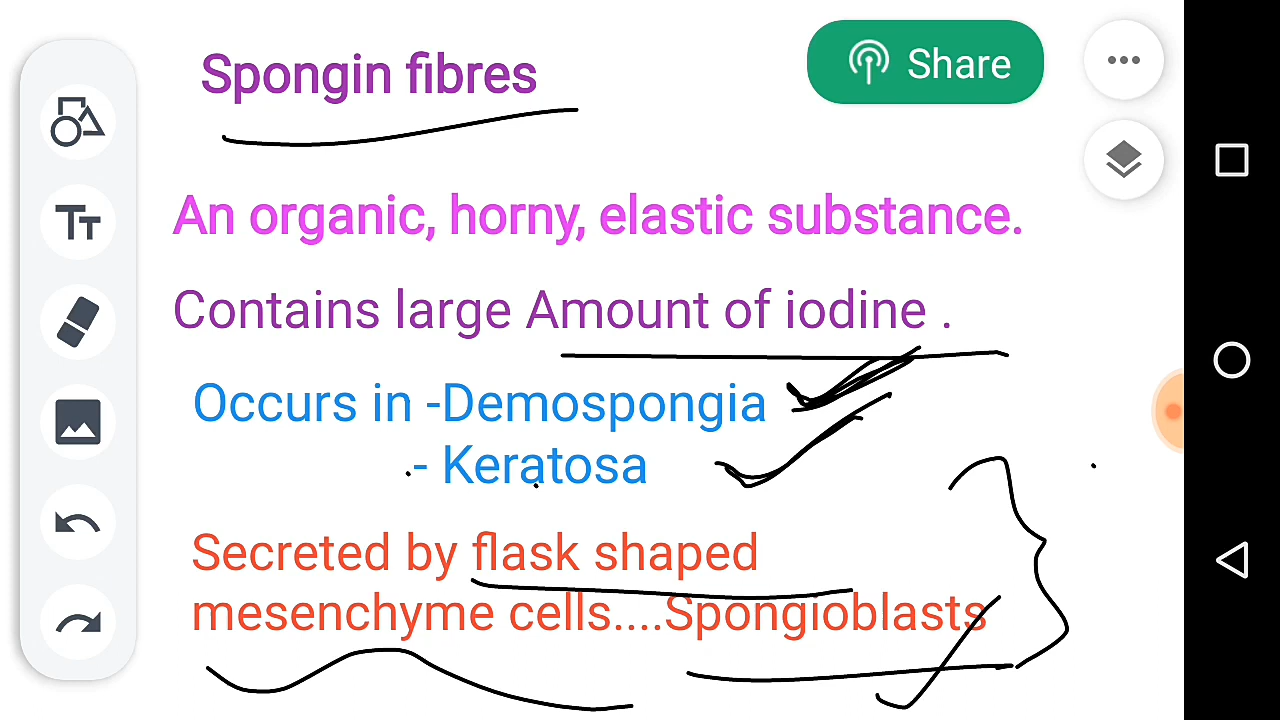 Spongin fibres
Share
An organic, horny, elastic substance.
Contains large Amount of iodine .
Occurs in -Demospongia
- Keratosa
Secreted by flask shaped
mesenchyme cells....Spongioblasts